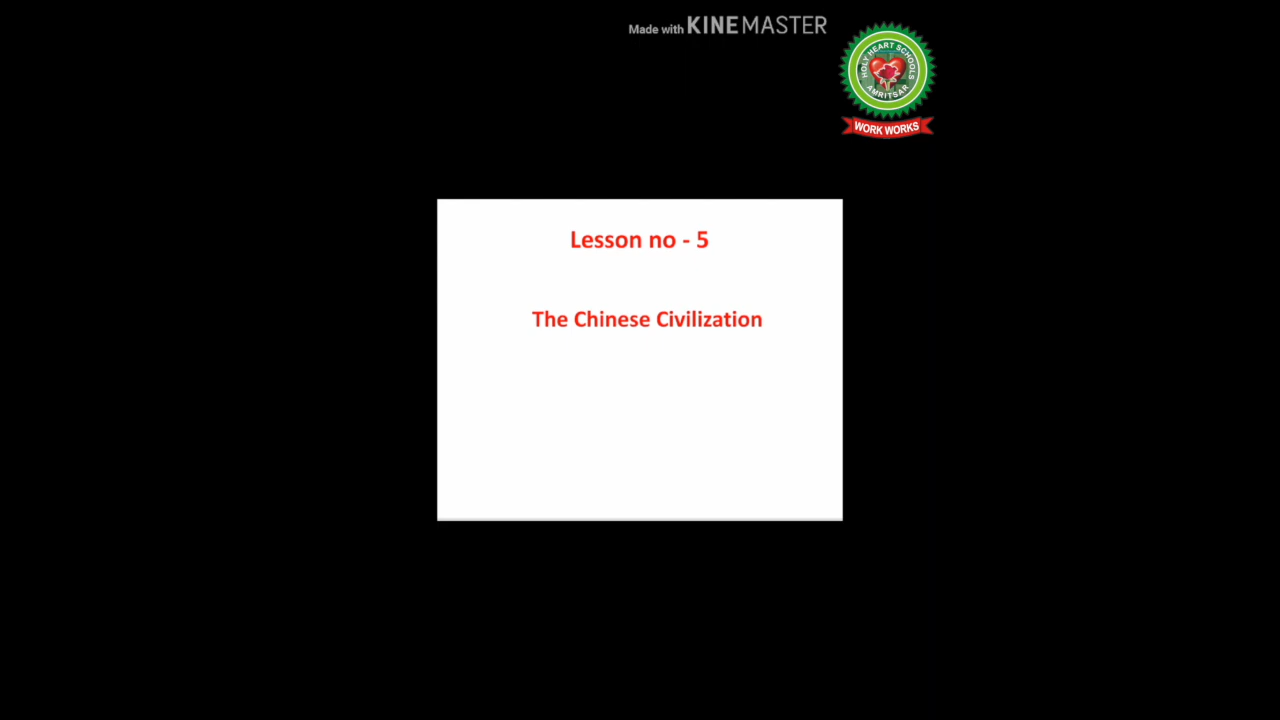 Made with KINEMASTER
HOLY HEART SCHOOLS
AMRITSAR
WORK WORKS
Lesson no - 5
The Chinese Civilization